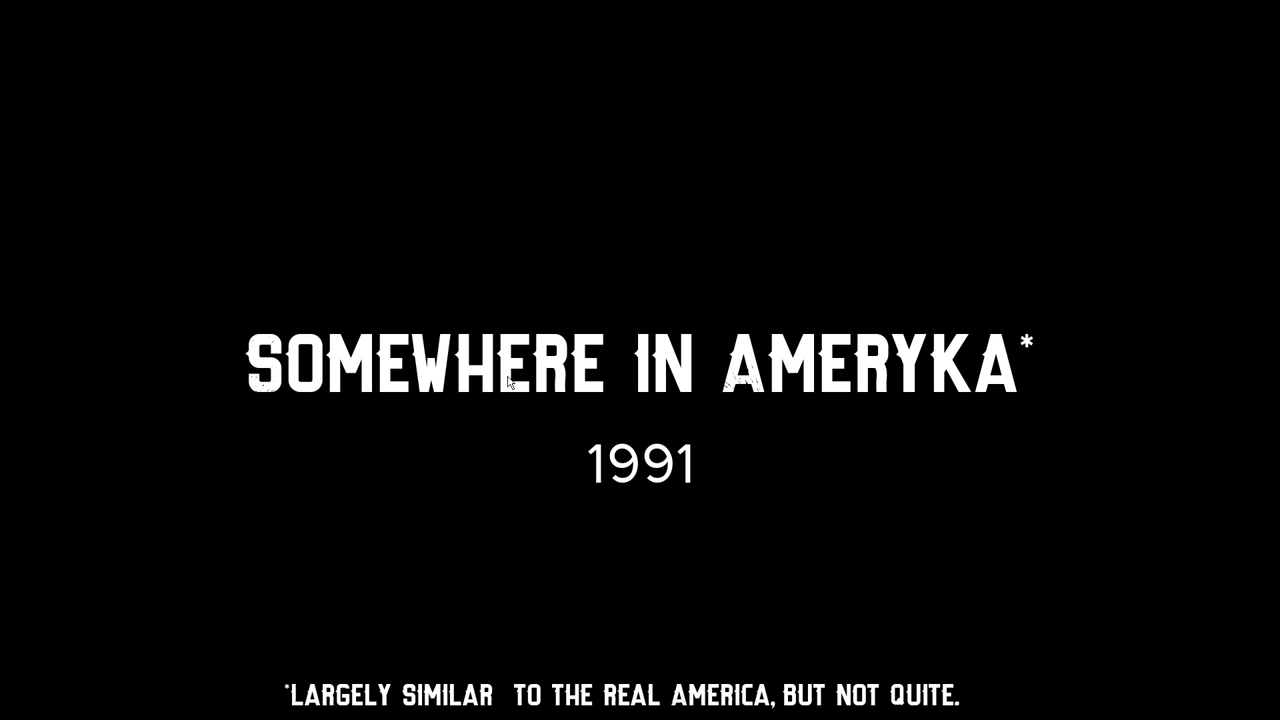 SOMEWHERE IN AMERYKA*
1991
*LARGELY SIMILAR TO THE REAL AMERICA, BUT NOT QUITE.